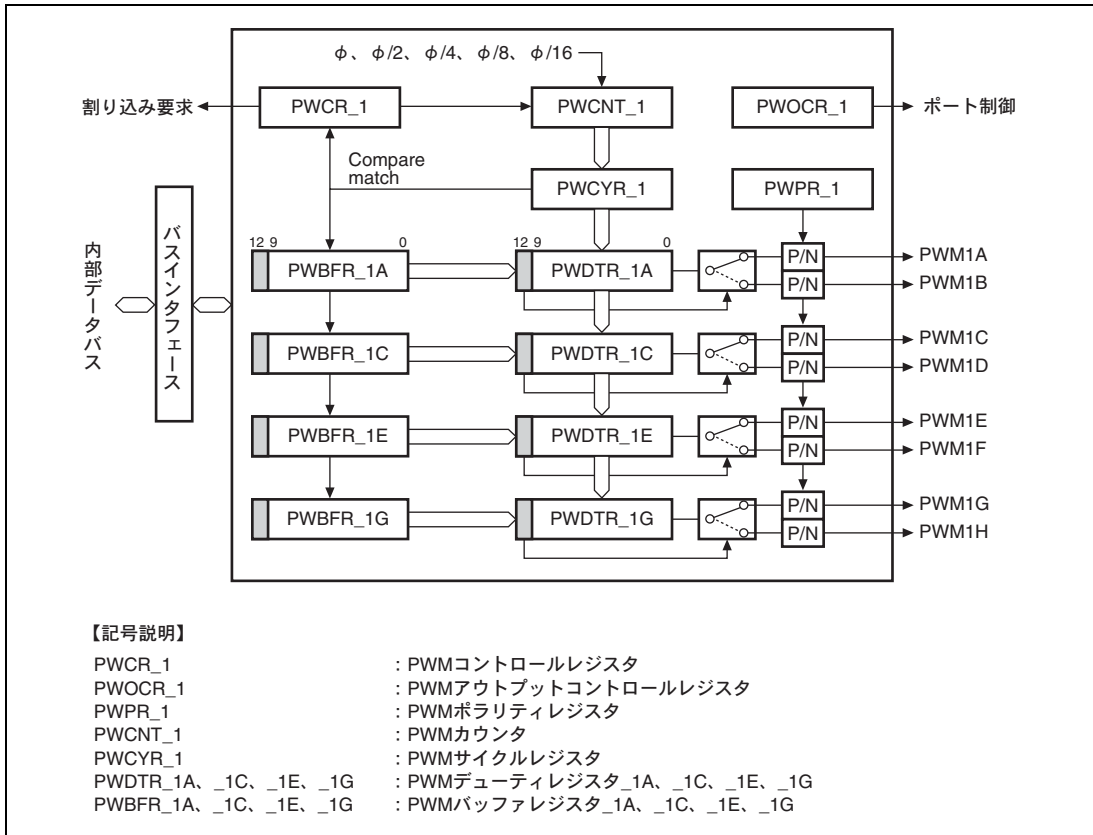 φ、φ/2、φ/4、φ/8、φ/16
割り込み要求
PWCR_1
PWCNT_1
PWOCR_1
ポート制御
Compare
match
PWCYR_1
PWPR_1
内部データバス
バスインタフェース
12 9 0
PWBFR_1A
12 9 0
PWDTR_1A
P/N
PWM1A
P/N
PWM1B
PWBFR_1C
PWDTR_1C
P/N
PWM1C
P/N
PWM1D
PWBFR_1E
PWDTR_1E
P/N
PWM1E
P/N
PWM1F
PWBFR_1G
PWDTR_1G
P/N
PWM1G
P/N
PWM1H
【記号説明】
PWCR_1 : PWMコントロールレジスタ
PWOCR_1 : PWMアウトプットコントロールレジスタ
PWPR_1 : PWMポラリティレジスタ
PWCNT_1 : PWMカウンタ
PWCYR_1 : PWMサイクルレジスタ
PWDTR_1A、_1C、_1E、_1G : PWMデューティレジスタ_1A、_1C、_1E、_1G
PWBFR_1A、_1C、_1E、_1G : PWMバッファレジスタ_1A、_1C、_1E、_1G